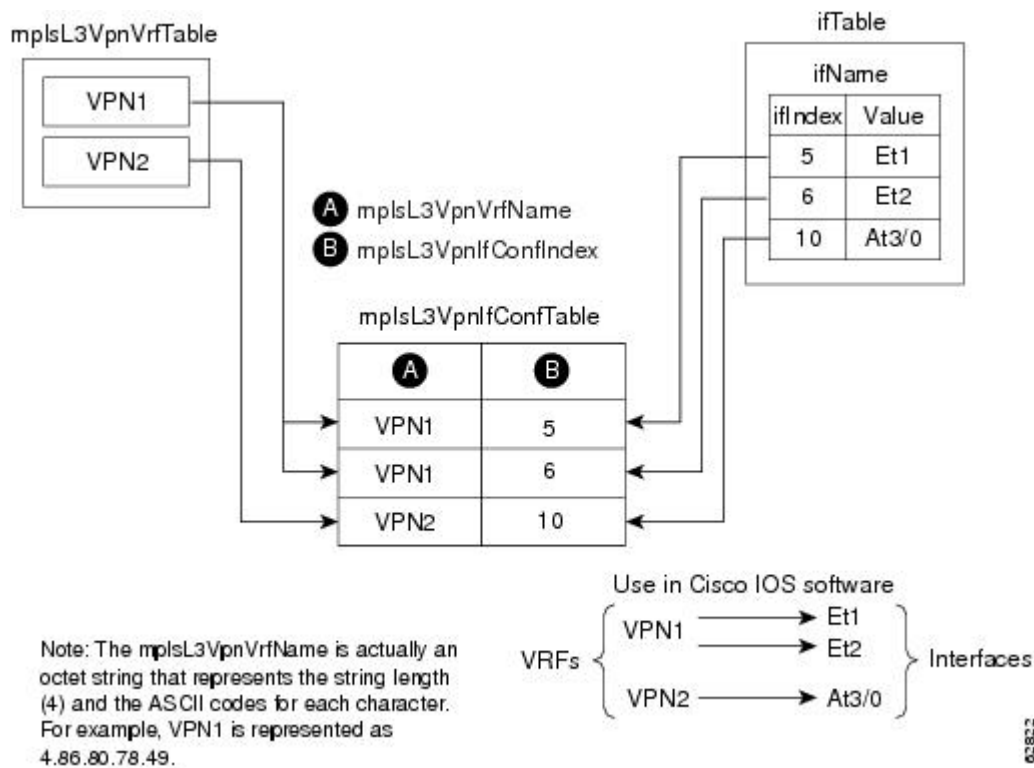 mplsL3VpnVrfTable
VPN1
VPN2
ifTable
ifName
ifIndex Value
5 Et1
6 Et2
10 At3/0
A mplsL3VpnVrfName
B mplsL3VpnIfConfIndex
mplsL3VpnIfConfTable
A B
VPN1 5
VPN1 6
VPN2 10
Note: The mplsL3VpnVrfName is actually an
octet string that represents the string length
(4) and the ASCII codes for each character.
For example, VPN1 is represented as
4.86.80.78.49.
Use in Cisco IOS software
VRFs
VPN1 Et1
Et2
VPN2 At3/0
Interfaces
62822